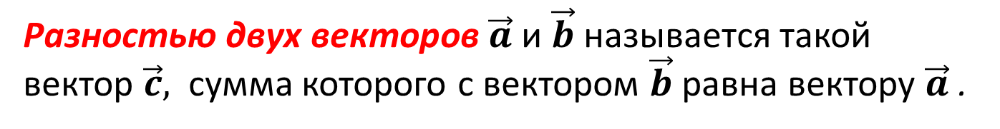 Разностью двух векторов a⃗ и b⃗ называется такой
вектор c⃗, сумма которого с вектором b⃗ равна вектору a⃗ .